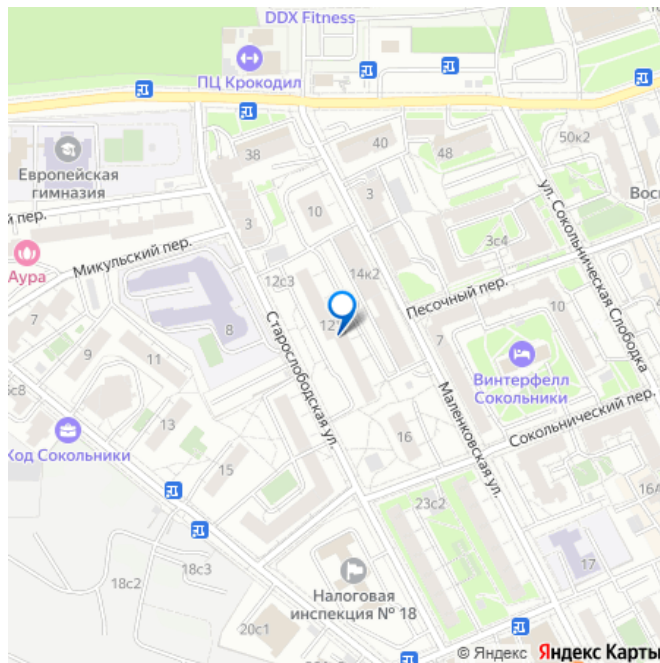 DDX Fitness
ПЦ Крокодил
50к2
38
40
48
Европейская
гимназия
ул. Сокольническая Слободка
3
10
3
Вос
й пер.
3с4
Микульский пер.
Аура
12с3
14к2
Песочный пер.
10
7
8
12
7
9
11
Старослободская ул.
Маленковская ул.
Винтерфелл
Сокольники
6с8
13
16
Сокольнический пер.
Код Сокольники
15
16А
23с2
17
18с2
18с3
Налоговая
инспекция № 18
20с1
© Яндекс Яндекс Карты